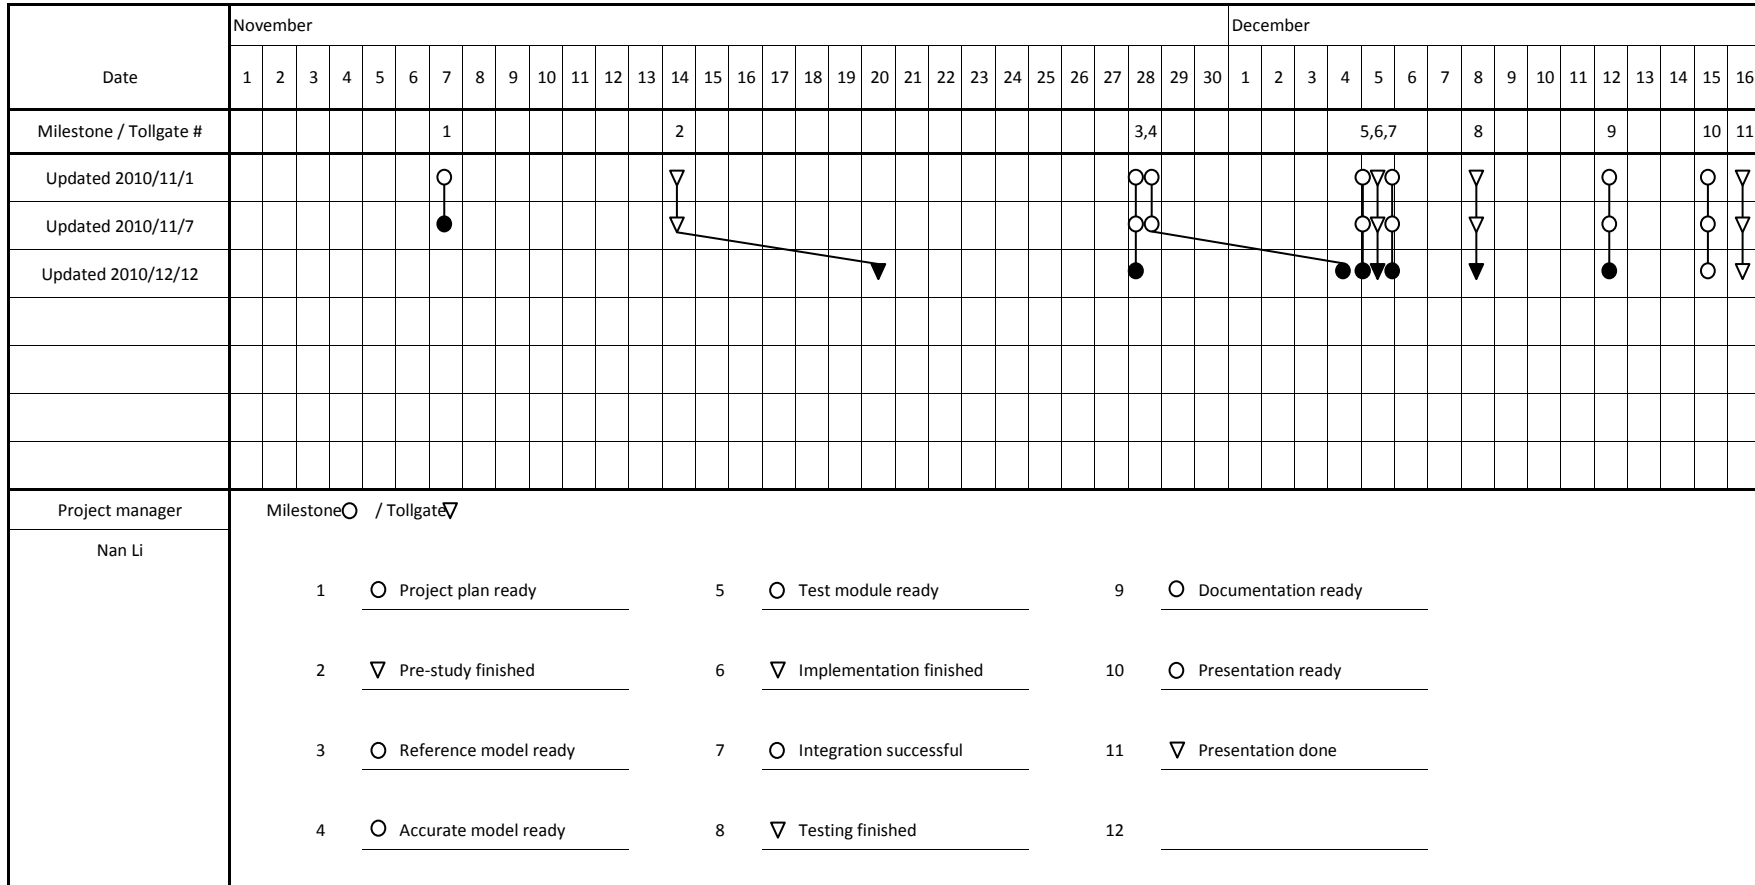 November December
Date 1 2 3 4 5 6 7 8 9 10 11 12 13 14 15 16 17 18 19 20 21 22 23 24 25 26 27 28 29 30 1 2 3 4 5 6 7 8 9 10 11 12 13 14 15 16
Milestone / Tollgate # 1 2 3,4 5,6,7 8 9 10 11
Updated 2010/11/1
Updated 2010/11/7
Updated 2010/12/12
Project manager Milestone / Tollgate
Nan Li
1 Project plan ready 5 Test module ready 9 Documentation ready
2 Pre-study finished 6 Implementation finished 10 Presentation ready
3 Reference model ready 7 Integration successful 11 Presentation done
4 Accurate model ready 8 Testing finished 12